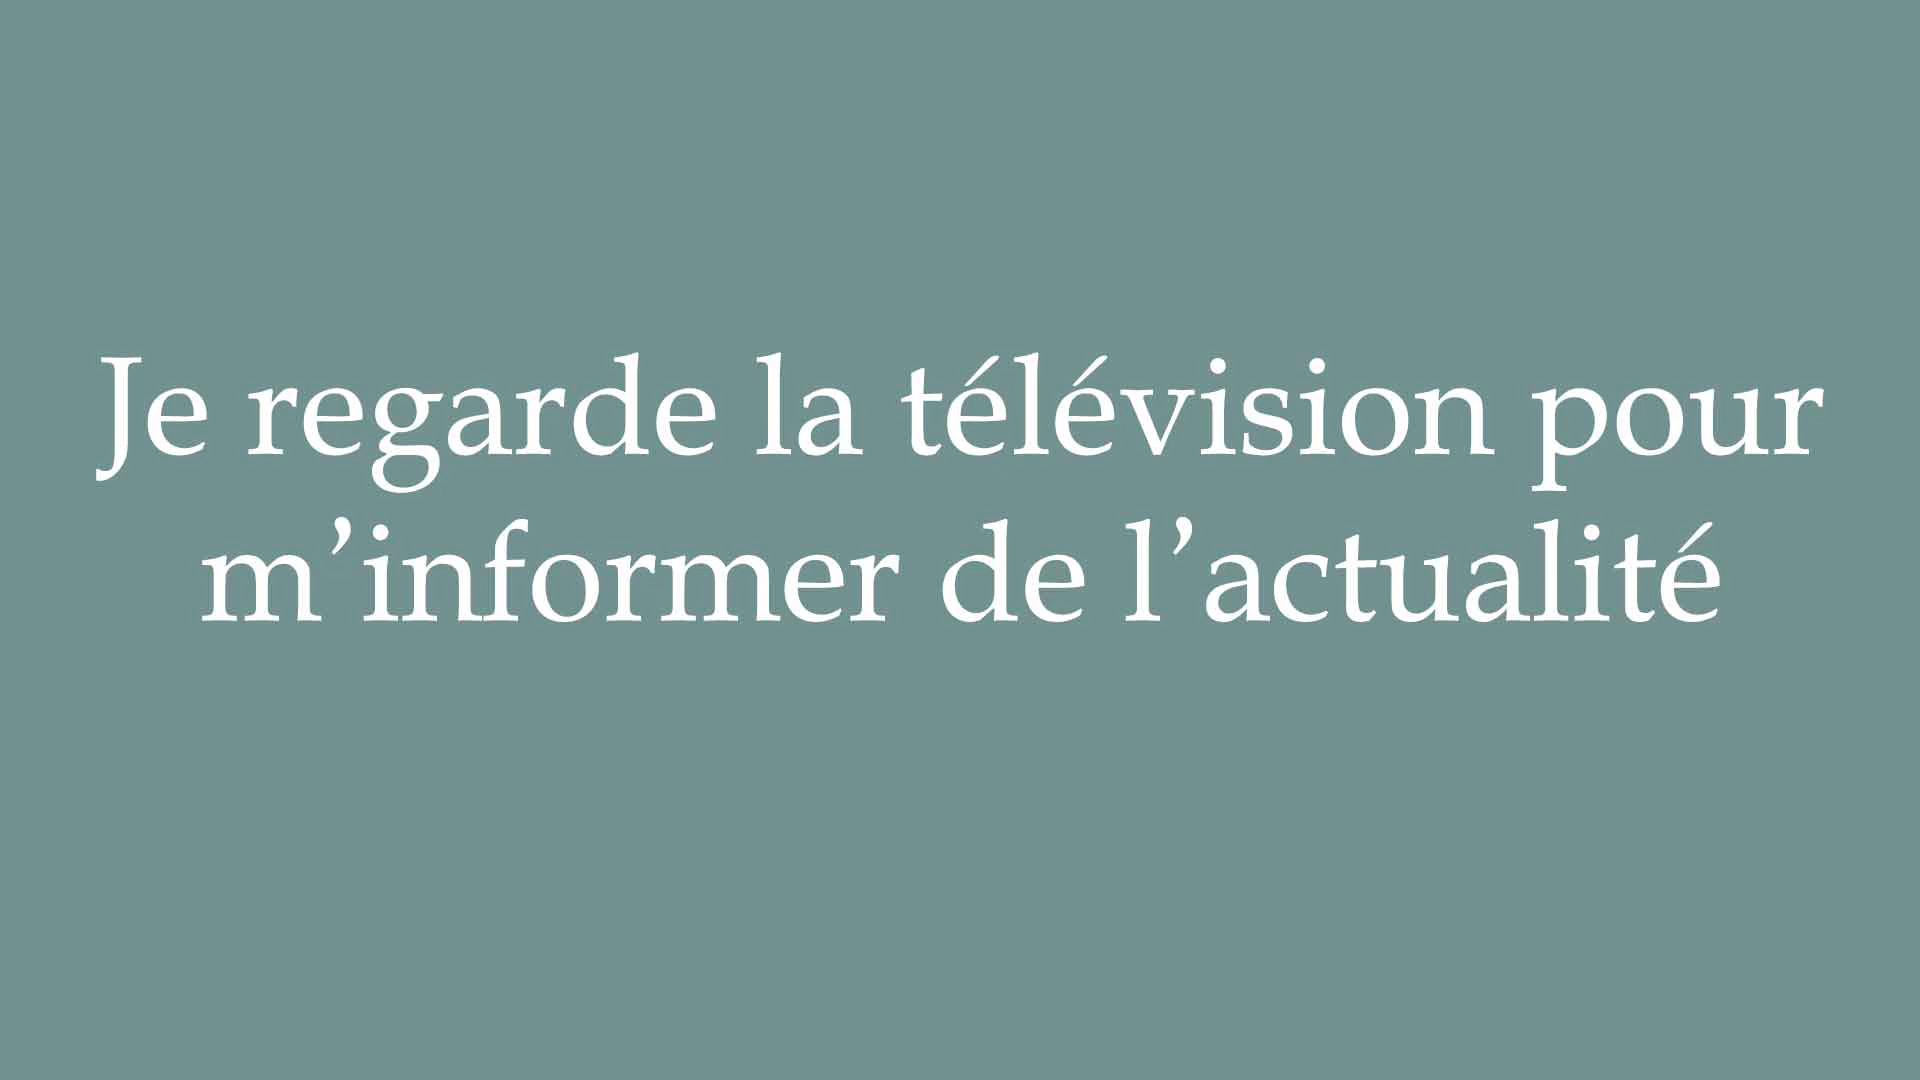 Je regarde la télévision pour
m’informer de l’actualité